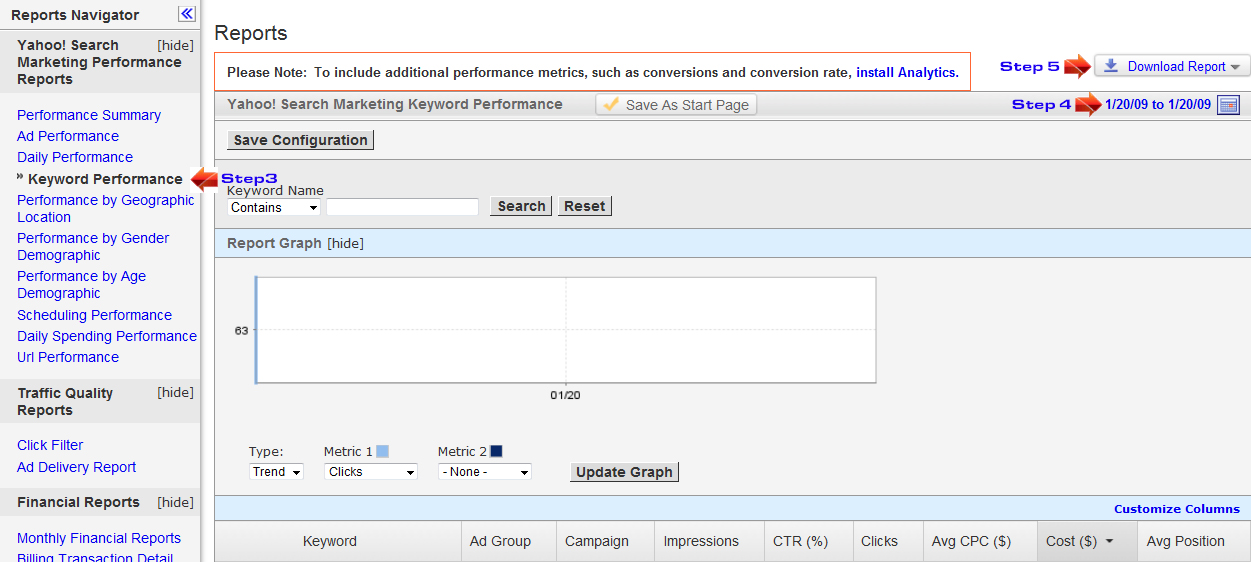 Reports Navigator
Yahoo! Search [hide]
Marketing Performance
Reports
Performance Summary
Ad Performance
Daily Performance
» Keyword Performance
Performance by Geographic
Location
Performance by Gender
Demographic
Performance by Age
Demographic
Scheduling Performance
Daily Spending Performance
Url Performance
Traffic Quality [hide]
Reports
Click Filter
Ad Delivery Report
Financial Reports [hide]
Monthly Financial Reports
Billing Transaction Detail
Reports
Please Note: To include additional performance metrics, such as conversions and conversion rate, install Analytics.
Step 5 Download Report
Yahoo! Search Marketing Keyword Performance Save As Start Page Step 4 1/20/09 to 1/20/09
Save Configuration
Step3
Keyword Name
Contains Search Reset
Report Graph [hide]
63
01/20
Type: Metric 1 Metric 2
Trend Clicks - None - Update Graph
Customize Columns
Keyword Ad Group Campaign Impressions CTR (%) Clicks Avg CPC ($) Cost ($) Avg Position